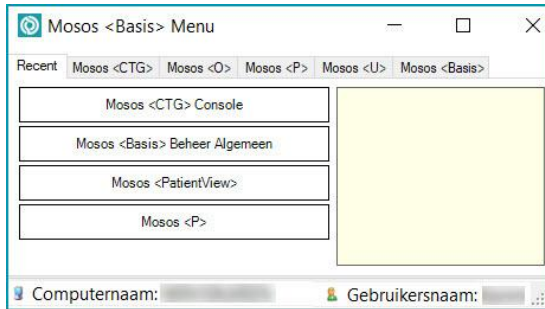 Mosos <Basis> Menu
Recent Mosos <CTG> Mosos <O> Mosos <P> Mosos <U> Mosos <Basis>
Mosos <CTG> Console
Mosos <Basis> Beheer Algemeen
Mosos <PatientView>
Mosos <P>
Computernaam: Gebruikersnaam: